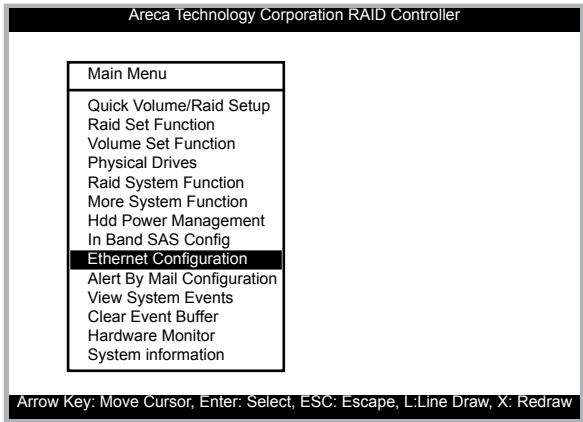 Areca Technology Corporation RAID Controller
Main Menu
Quick Volume/Raid Setup
Raid Set Function
Volume Set Function
Physical Drives
Raid System Function
More System Function
Hdd Power Management
In Band SAS Config
Ethernet Configuration
Alert By Mail Configuration
View System Events
Clear Event Buffer
Hardware Monitor
System information
Arrow Key: Move Cursor, Enter: Select, ESC: Escape, L:Line Draw, X: Redraw